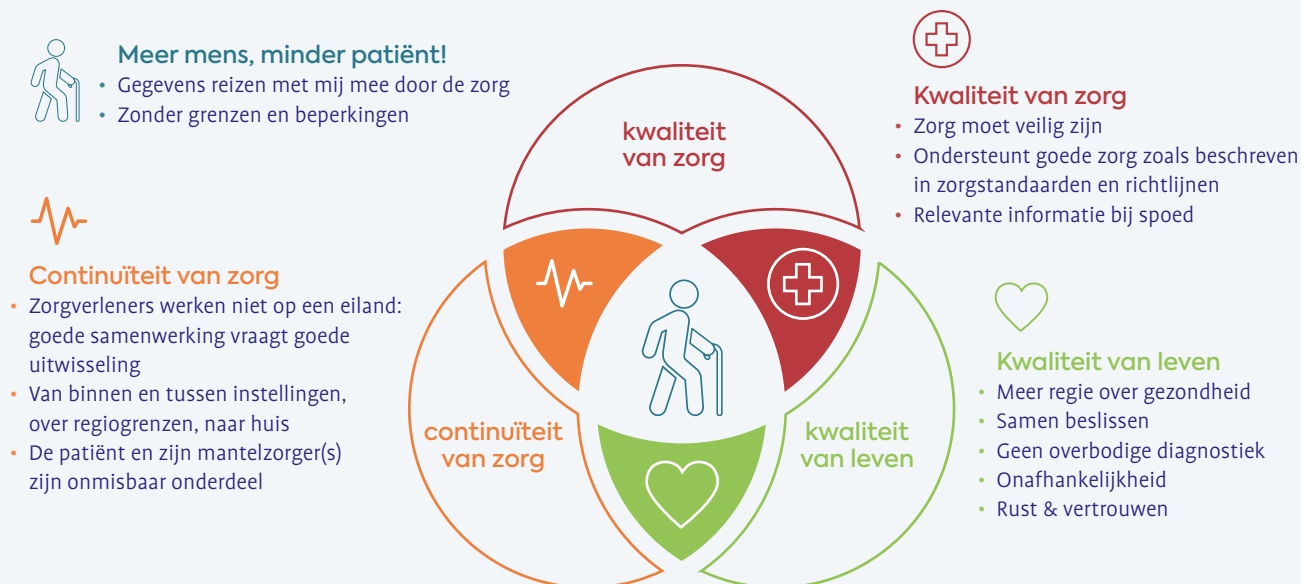 Meer mens, minder patiënt!
• Gegevens reizen met mij mee door de zorg
• Zonder grenzen en beperkingen
Continuïteit van zorg
• Zorgverleners werken niet op een eiland:
goede samenwerking vraagt goede
uitwisseling
• Van binnen en tussen instellingen,
over regiogrenzen, naar huis
• De patiënt en zijn mantelzorger(s)
zijn onmisbaar onderdeel
kwaliteit
van zorg
continuïteit
van zorg
kwaliteit
van leven
Kwaliteit van zorg
• Zorg moet veilig zijn
• Ondersteunt goede zorg zoals beschreven
in zorgstandaarden en richtlijnen
• Relevante informatie bij spoed
Kwaliteit van leven
• Meer regie over gezondheid
• Samen beslissen
• Geen overbodige diagnostiek
• Onafhankelijkheid
• Rust & vertrouwen